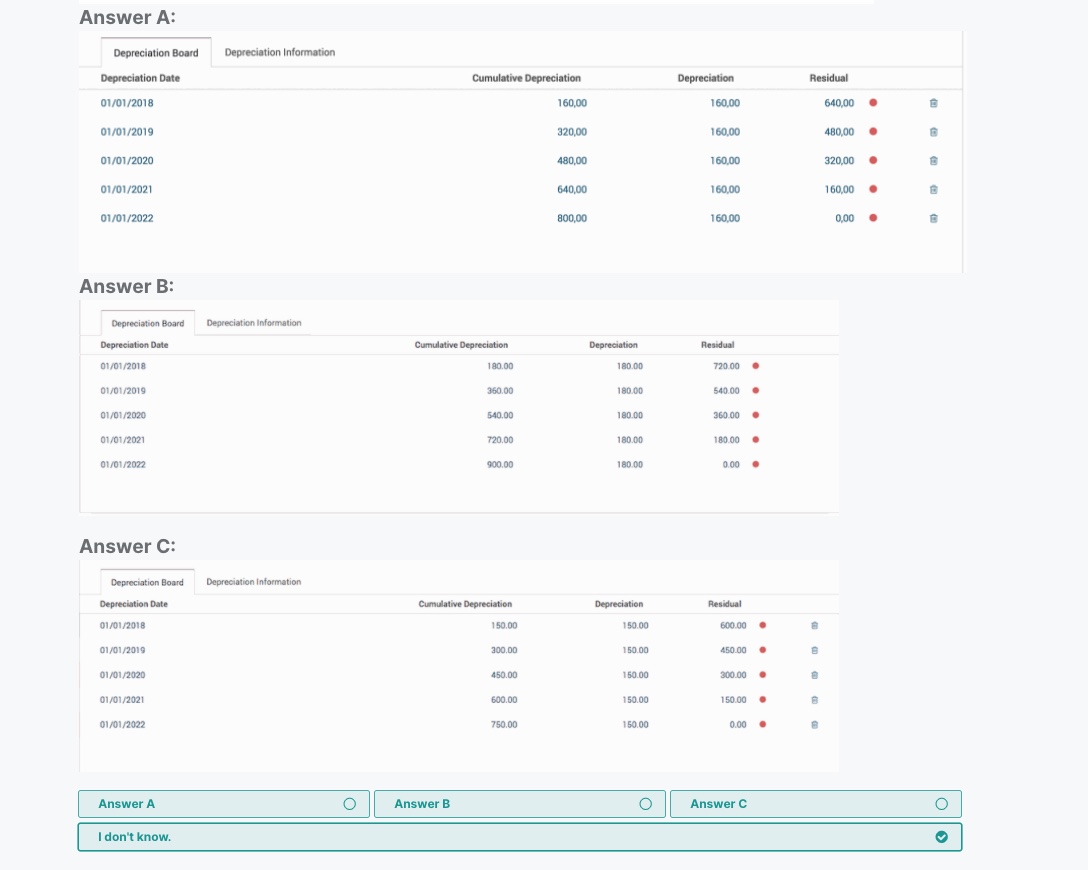 Answer A:
Depreciation Board Depreciation Information
Depreciation Date Cumulative Depreciation Depreciation Residual
01/01/2018 160,00 160,00 640,00
01/01/2019 320,00 160,00 480,00
01/01/2020 480,00 160,00 320,00
01/01/2021 640,00 160,00 160,00
01/01/2022 800,00 160,00 0,00
Answer B:
Depreciation Board Depreciation Information
Depreciation Date Cumulative Depreciation Depreciation Residual
01/01/2018 180.00 180.00 720.00
01/01/2019 360.00 180.00 540.00
01/01/2020 540.00 180.00 360.00
01/01/2021 720.00 180.00 180.00
01/01/2022 900.00 180.00 0.00
Answer C:
Depreciation Board Depreciation Information
Depreciation Date Cumulative Depreciation Depreciation Residual
01/01/2018 150.00 150.00 600.00
01/01/2019 300.00 150.00 450.00
01/01/2020 450.00 150.00 300.00
01/01/2021 600.00 150.00 150.00
01/01/2022 750.00 150.00 0.00
Answer A Answer B Answer C
I don't know.